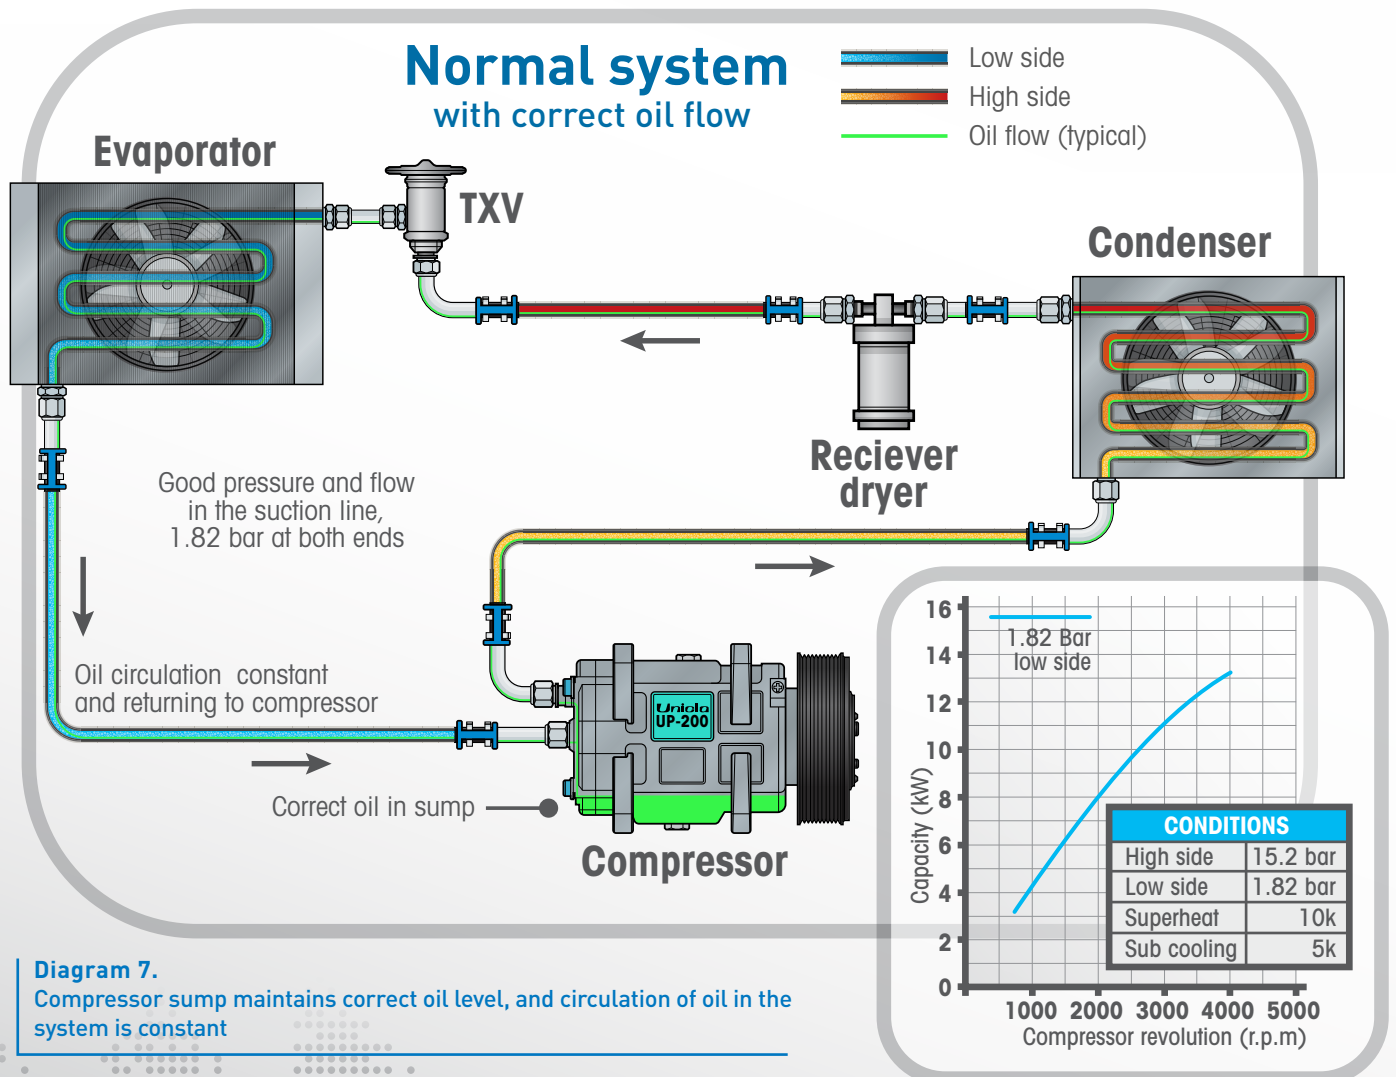 Normal system
with correct oil flow
Low side
High side
Oil flow (typical)
Evaporator
TXV
Condenser
Reciever
dryer
Good pressure and flow
in the suction line,
1.82 bar at both ends
Oil circulation constant
and returning to compressor
Unicla
UP-200
Correct oil in sump
Compressor
16
14
12
10
8
6
4
2
0
Capacity (kW)
1.82 Bar
low side
1000 2000 3000 4000 5000
Compressor revolution (r.p.m)
CONDITIONS
High side 15.2 bar
Low side 1.82 bar
Superheat 10k
Sub cooling 5k
Diagram 7.
Compressor sump maintains correct oil level, and circulation of oil in the
system is constant